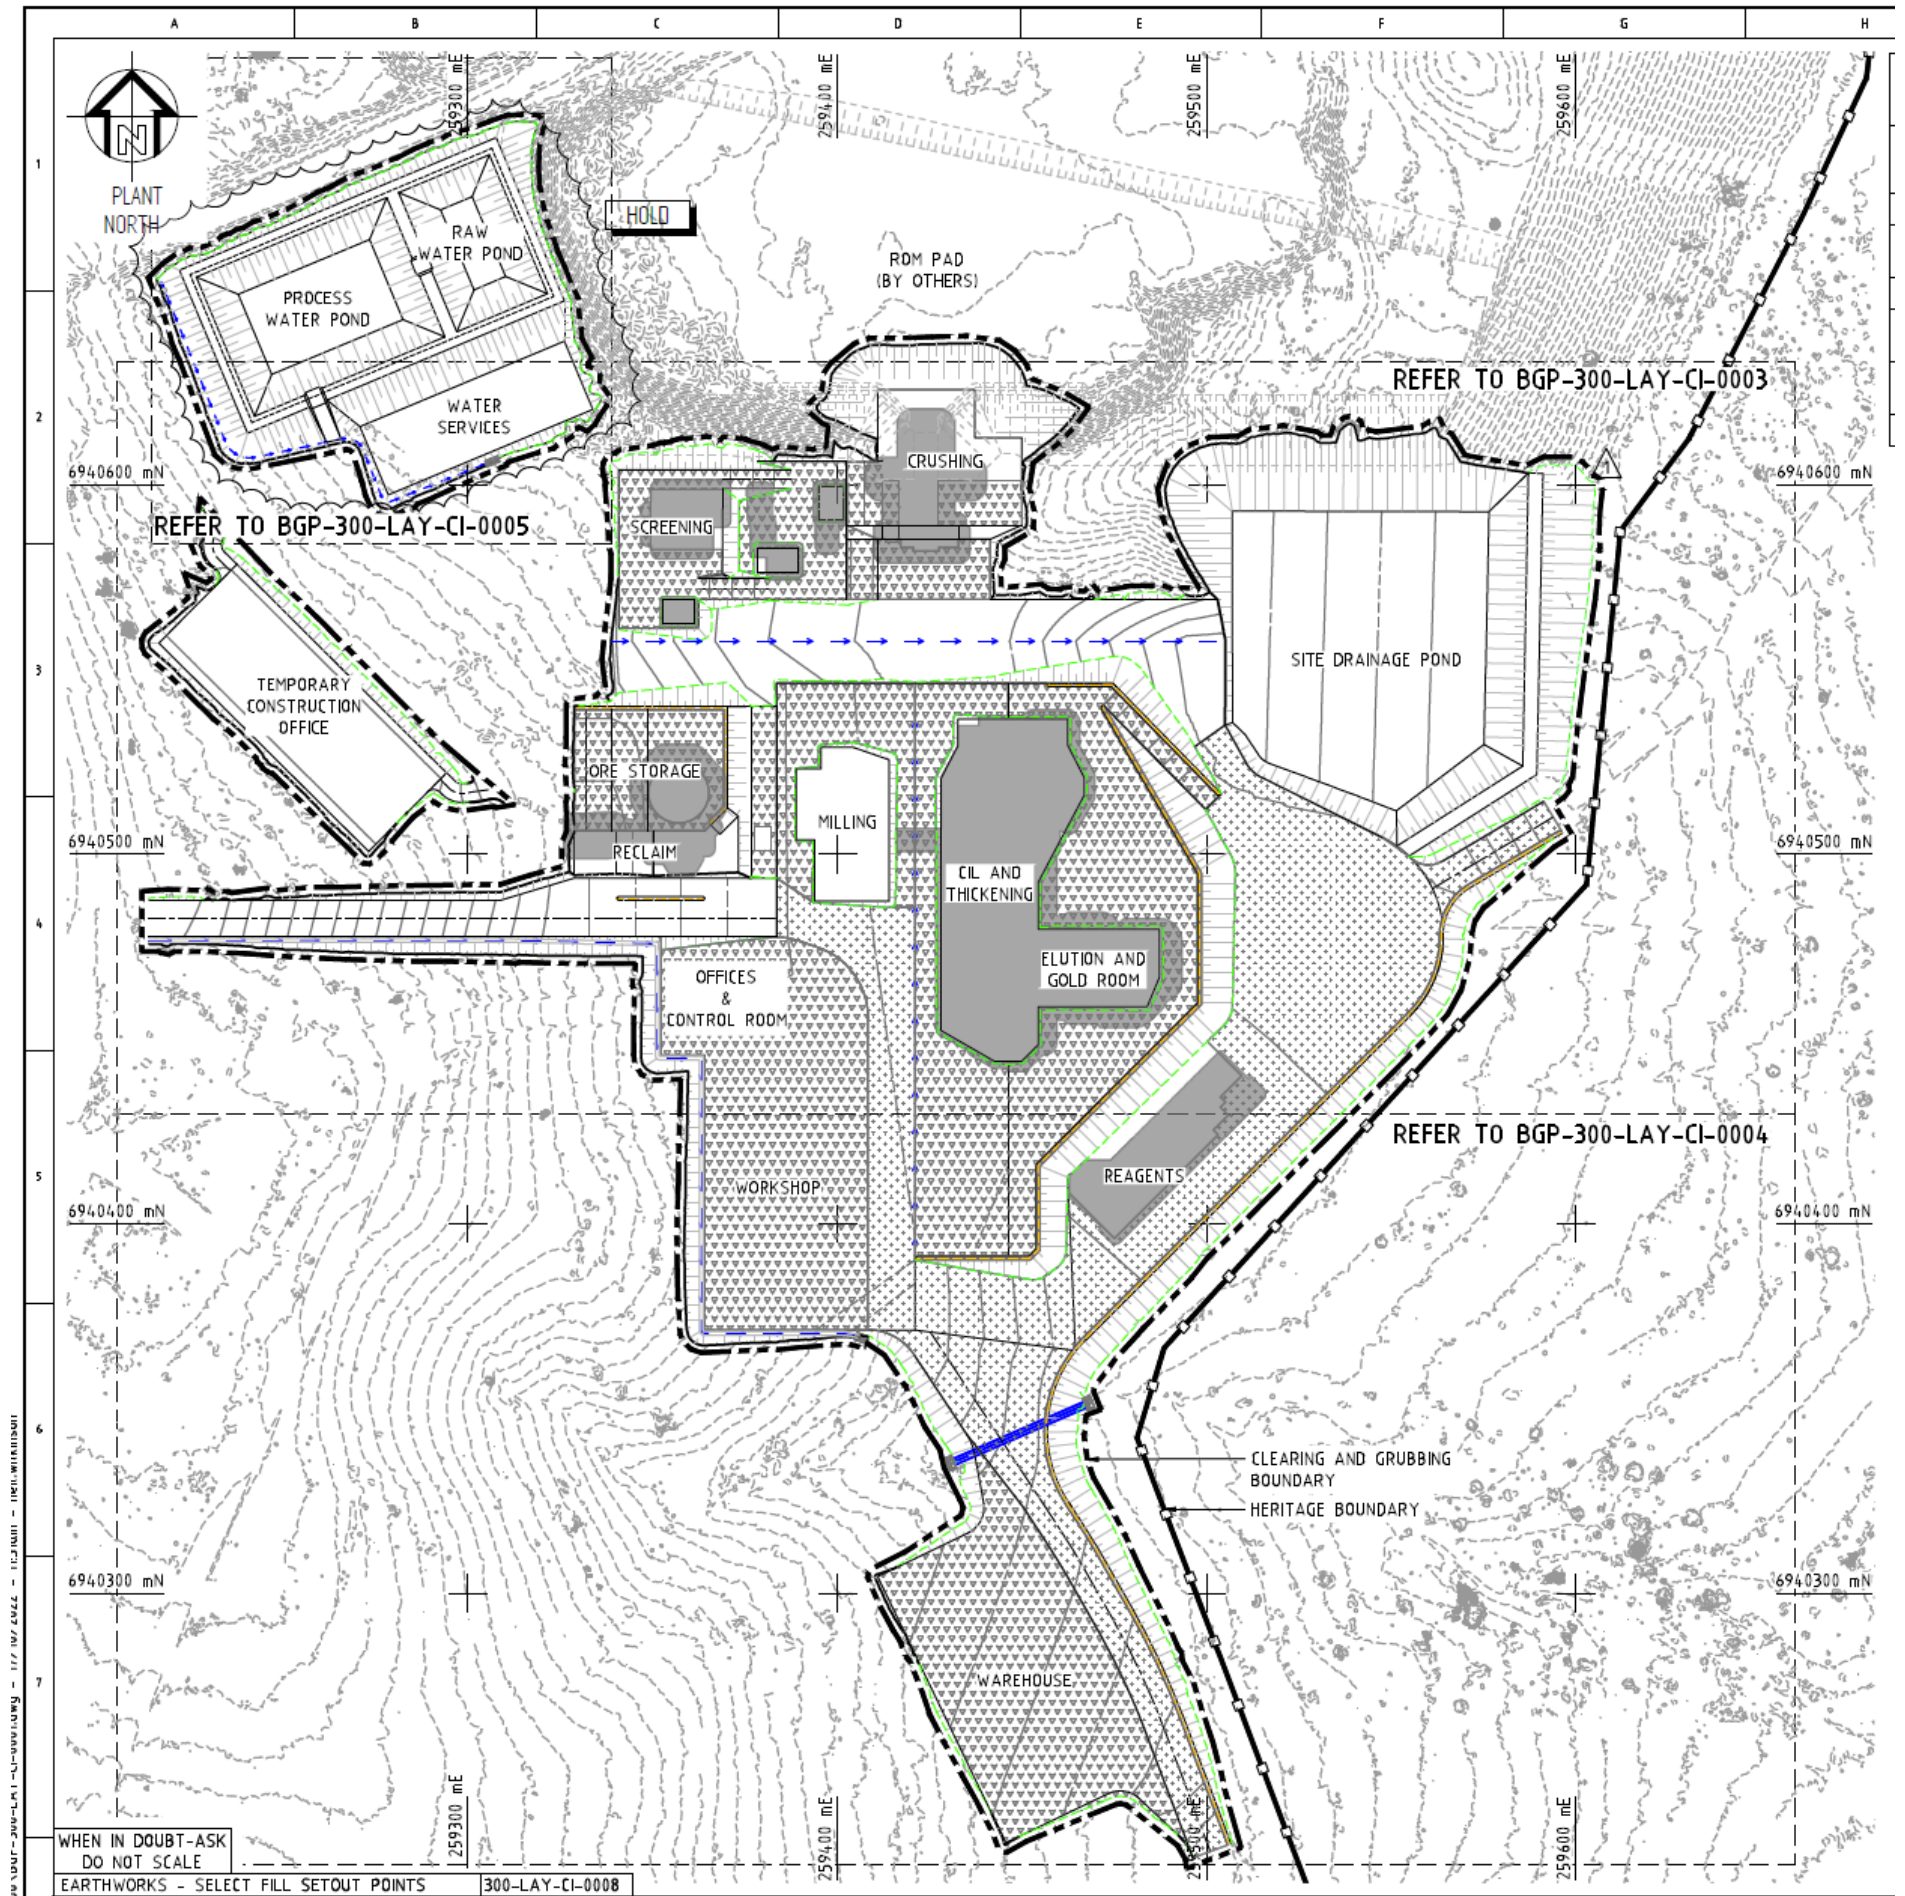 A B C D E F G H
259300 mE
259400 mE
259500 mE
259600 mE
N
PLANT
NORTH
1
HOLD
RAW
WATER POND
PROCESS
WATER POND
ROM PAD
(BY OTHERS)
REFER TO BGP-300-LAY-CI-0003
2
WATER
SERVICES
CRUSHING
6940600 mN
6940600 mN
REFER TO BGP-300-LAY-CI-0005
SCREENING
3
SITE DRAINAGE POND
TEMPORARY
CONSTRUCTION
OFFICE
ORE STORAGE
MILLING
6940500 mN
6940500 mN
RECLAIM
CIL AND
THICKENING
4
ELUTION AND
GOLD ROOM
OFFICES
&
CONTROL ROOM
REFER TO BGP-300-LAY-CI-0004
5
WORKSHOP
REAGENTS
6940400 mN
6940400 mN
6
CLEARING AND GRUBBING
BOUNDARY
HERITAGE BOUNDARY
6940300 mN
6940300 mN
7
WAREHOUSE
259300 mE
259400 mE
259500 mE
259600 mE
WHEN IN DOUBT-ASK
DO NOT SCALE
EARTHWORKS - SELECT FILL SETOUT POINTS 300-LAY-CI-0008